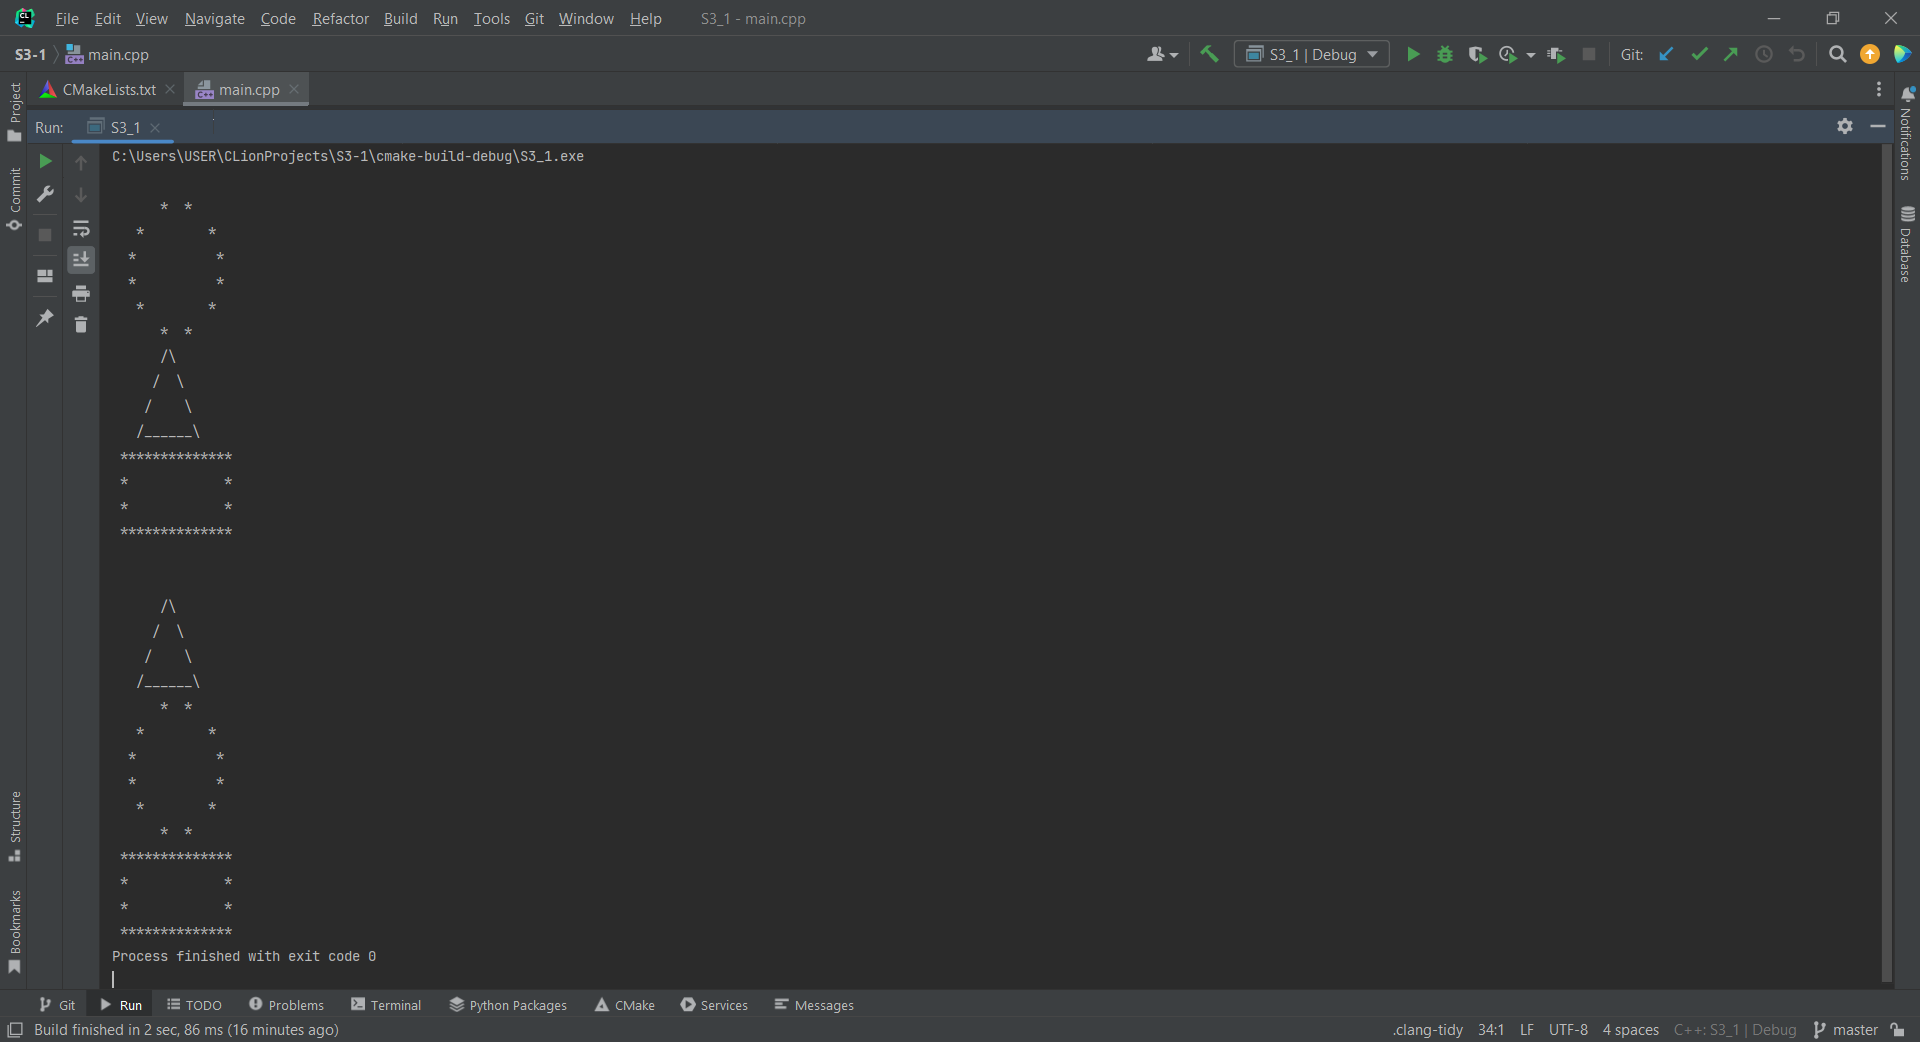 File Edit View Navigate Code Refactor Build Run Tools Git Window Help S3_1 - main.cpp
S3-1 main.cpp S3_1 | Debug Git:
CMakeLists.txt main.cpp
Run: S3_1
C:\Users\USER\CLionProjects\S3-1\cmake-build-debug\S3_1.exe

      *  *
   *        *
  *          *
  *          *
   *        *
      *  *
      /\
     /  \
    /    \
   /______\
 **************
 *            *
 *            *
 **************

      /\
     /  \
    /    \
   /______\
      *  *
   *        *
  *          *
  *          *
   *        *
      *  *
 **************
 *            *
 *            *
 **************
Process finished with exit code 0
Project
Commit
Structure
Bookmarks
Notifications
Database
Git Run TODO Problems Terminal Python Packages CMake Services Messages
Build finished in 2 sec, 86 ms (16 minutes ago) .clang-tidy 34:1 LF UTF-8 4 spaces C++: S3_1 | Debug master